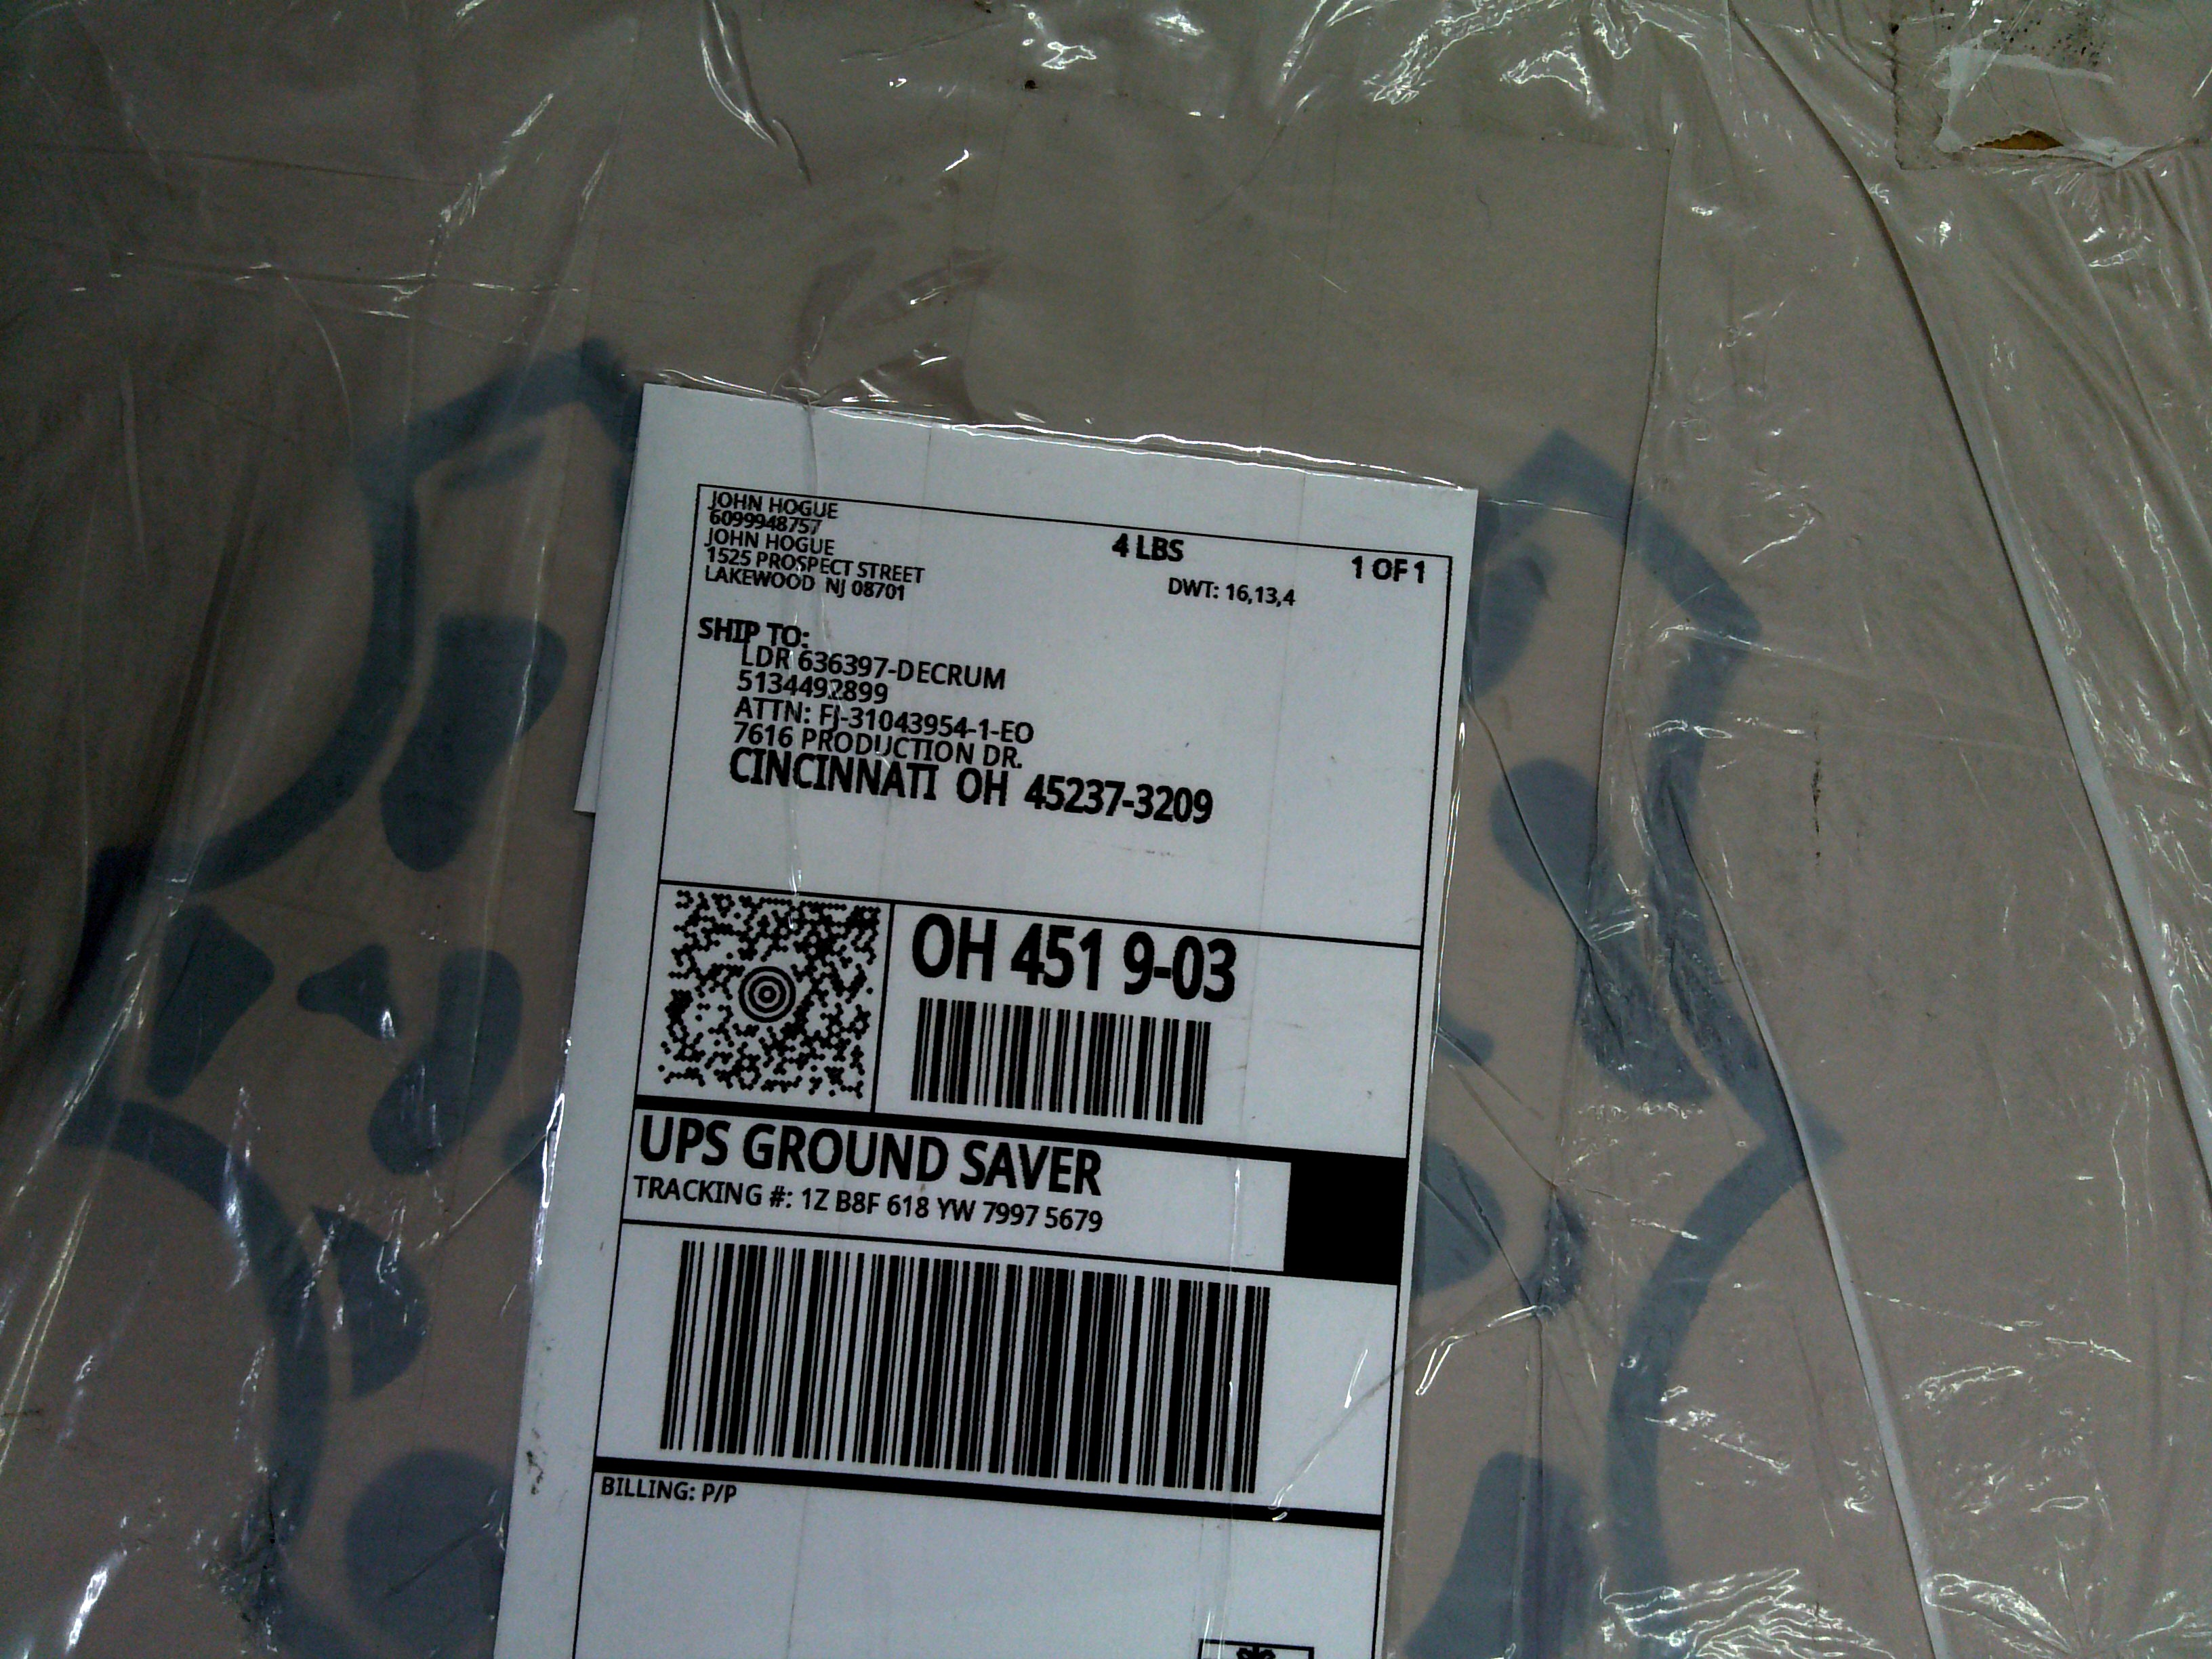 JOHN HOGUE
6099948757
JOHN HOGUE
1525 PROSPECT STREET
LAKEWOOD NJ 08701
4 LBS
1 OF 1
DWT: 16,13,4
SHIP TO:
LDR 636397-DECRUM
5134492899
ATTN: FJ-31043954-1-EO
7616 PRODUCTION DR.
CINCINNATI OH 45237-3209
OH 451 9-03
UPS GROUND SAVER
TRACKING #: 1Z B8F 618 YW 7997 5679
BILLING: P/P